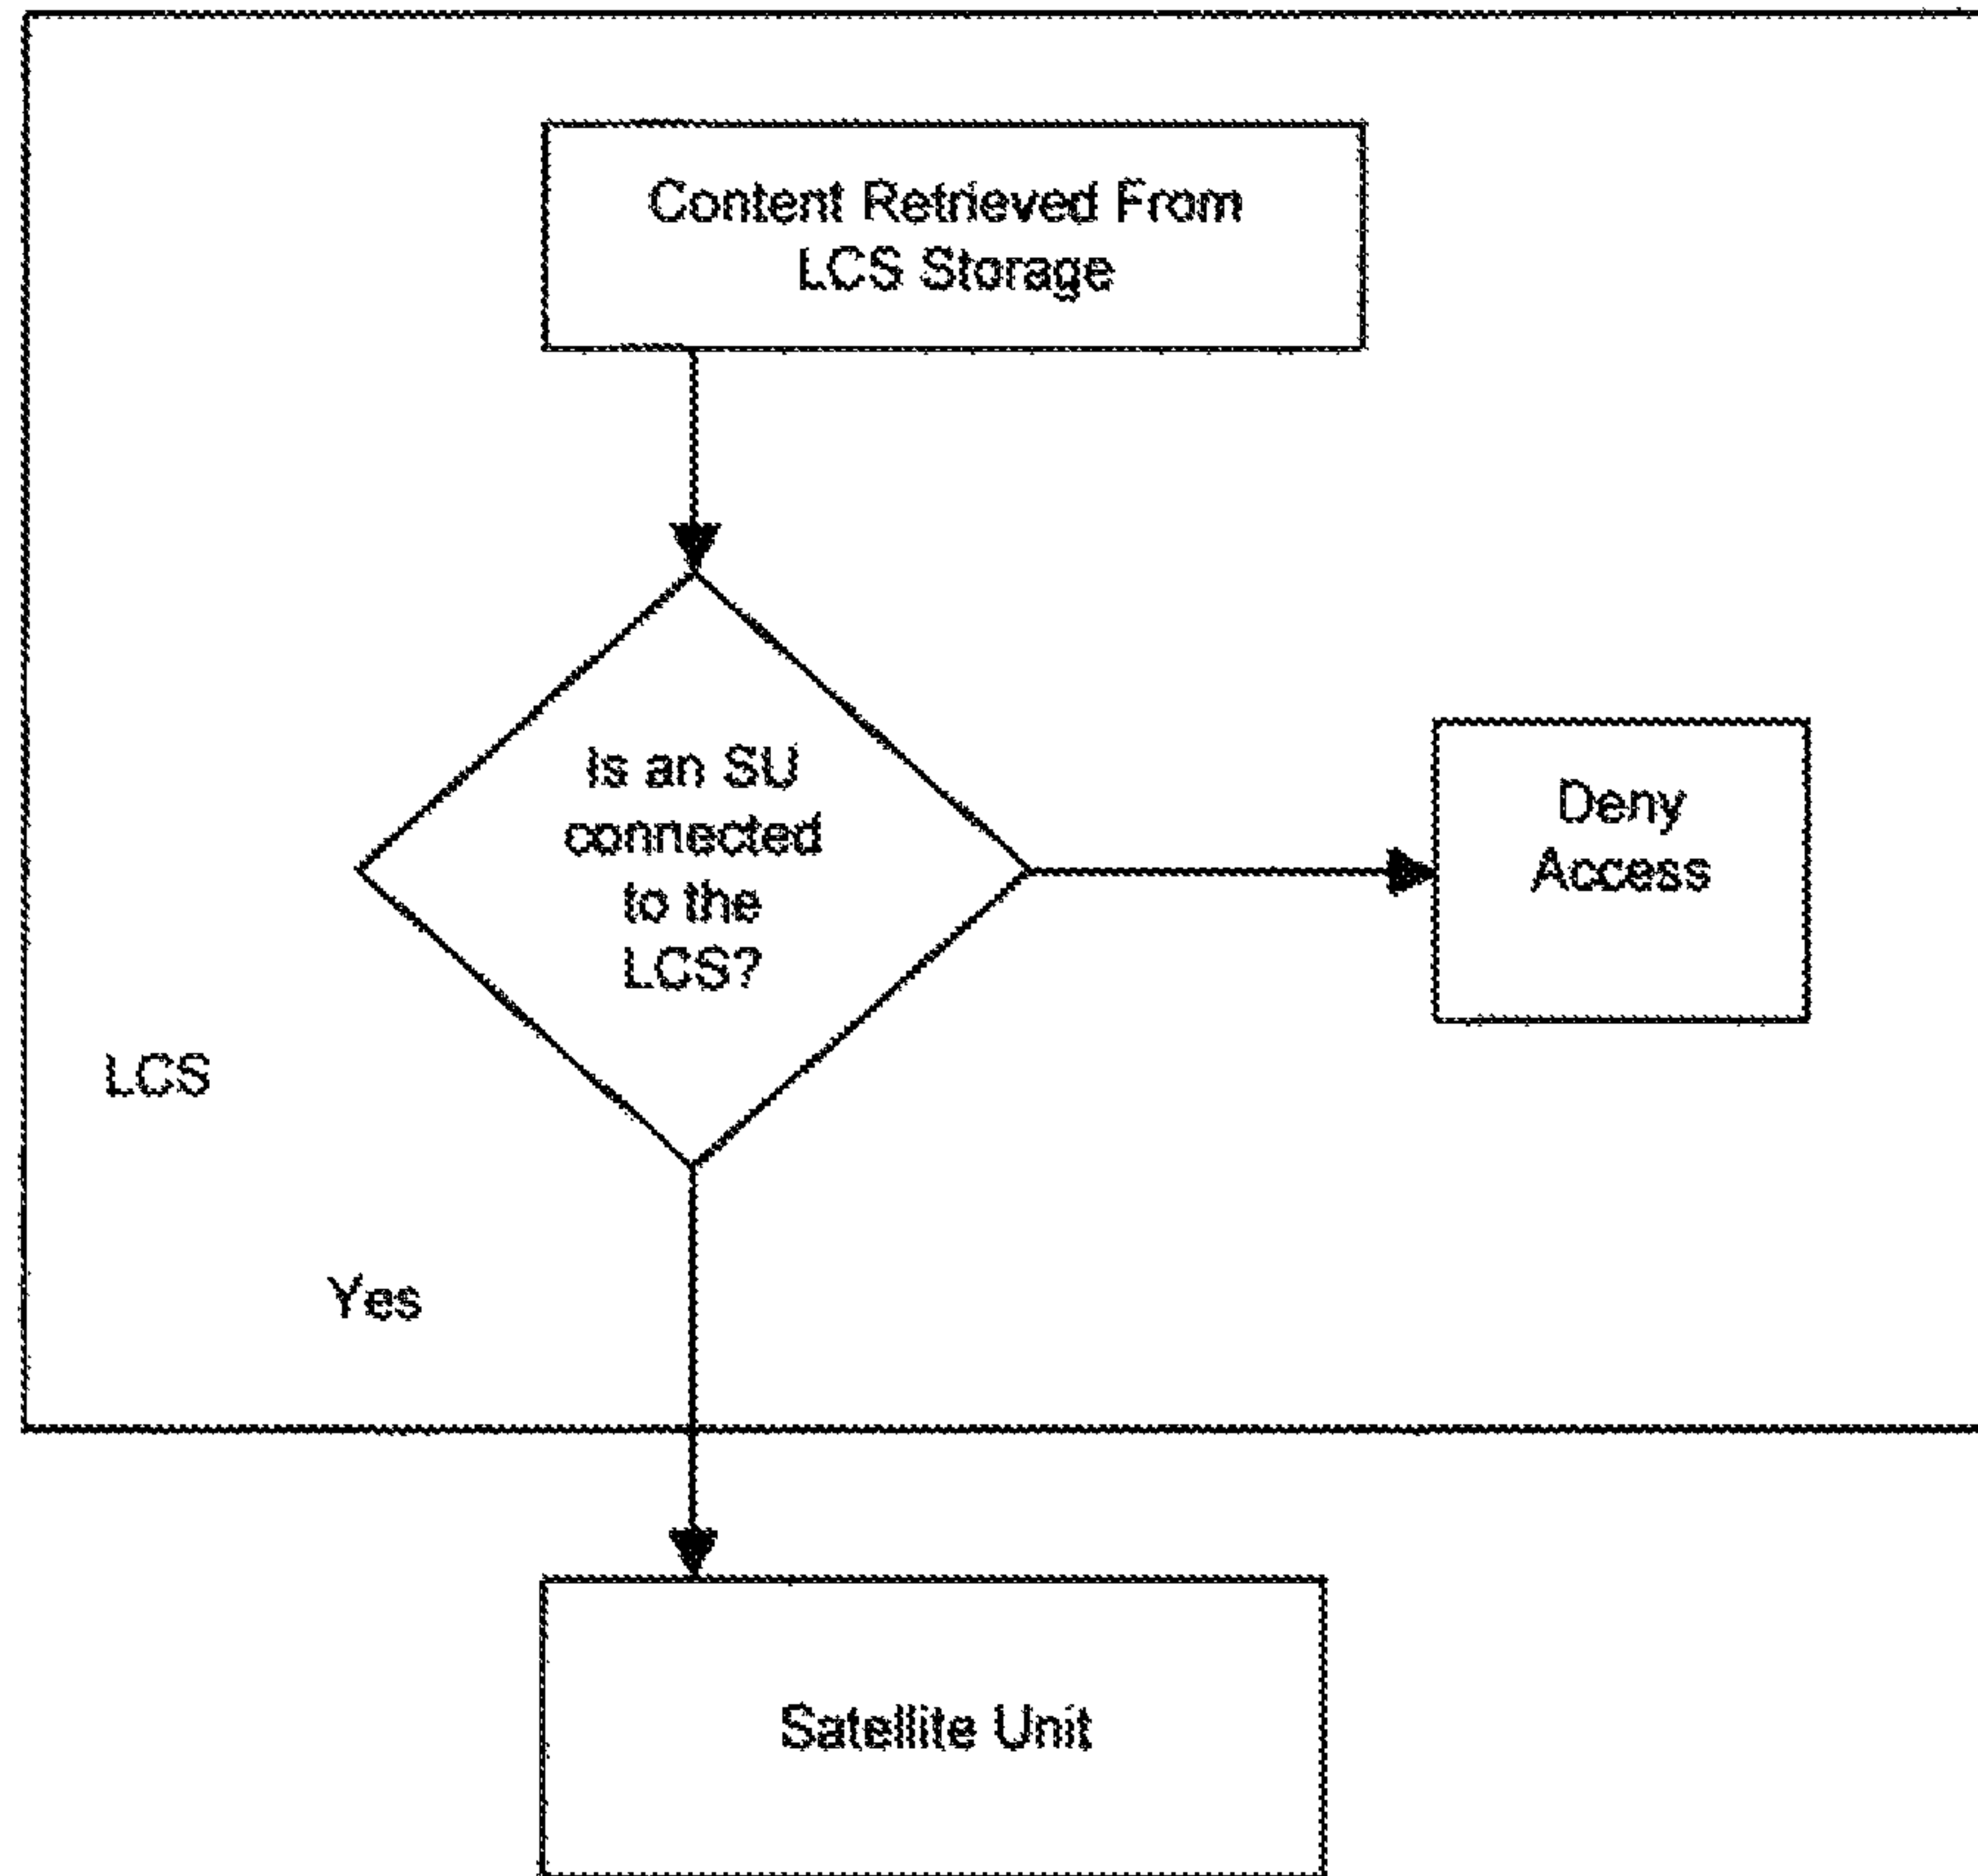 Content Retrieved From
LCS Storage
Is an SU
connected
to the
LCS?
Deny
Access
LCS
Yes
Satellite Unit